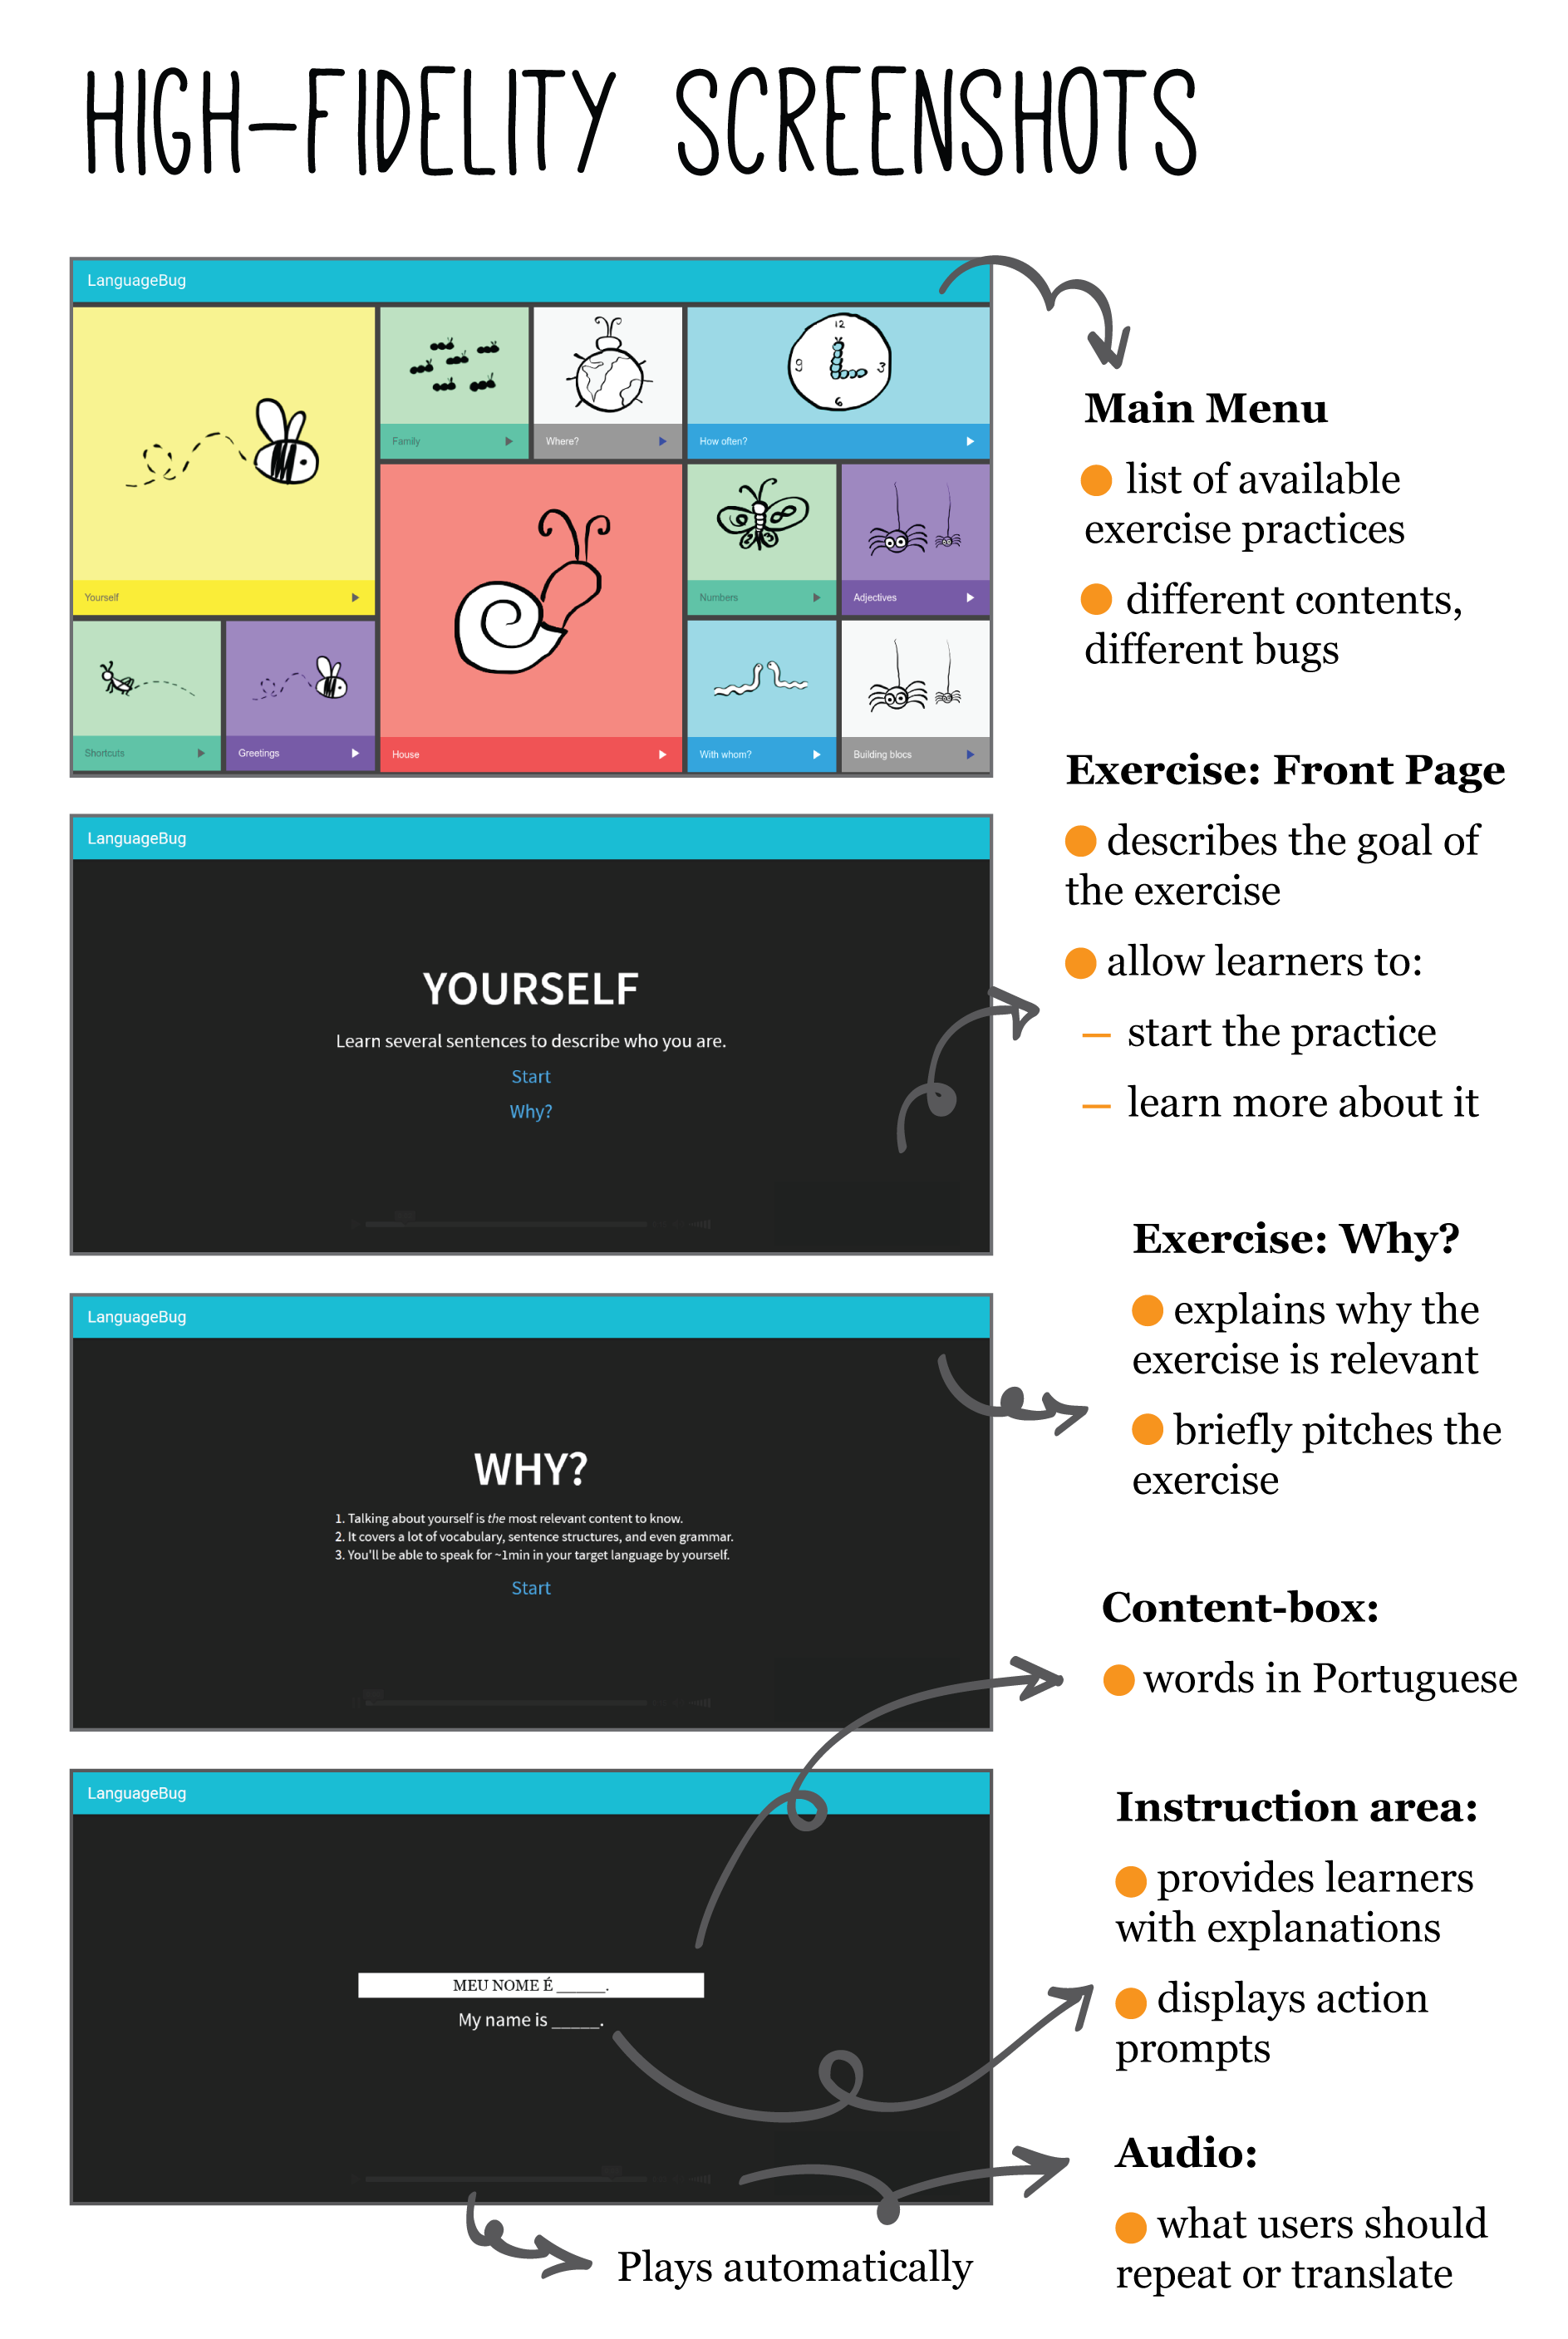 HIGH-FIDELITY SCREENSHOTS
LanguageBug
12
9
3
6
Family
Where?
How often?
Yourself
Numbers
Adjectives
Shortcuts
Greetings
House
With whom?
Building blocs
Main Menu
list of available
exercise practices
different contents,
different bugs
LanguageBug
YOURSELF
Learn several sentences to describe who you are.
Start
Why?
Exercise: Front Page
describes the goal of
the exercise
allow learners to:
– start the practice
– learn more about it
LanguageBug
WHY?
1. Talking about yourself is the most relevant content to know.
2. It covers a lot of vocabulary, sentence structures, and even grammar.
3. You'll be able to speak for ~1min in your target language by yourself.
Start
Exercise: Why?
explains why the
exercise is relevant
briefly pitches the
exercise
LanguageBug
MEU NOME É ______.
My name is _____.
Content-box:
words in Portuguese
Instruction area:
provides learners
with explanations
displays action
prompts
Audio:
what users should
repeat or translate
Plays automatically